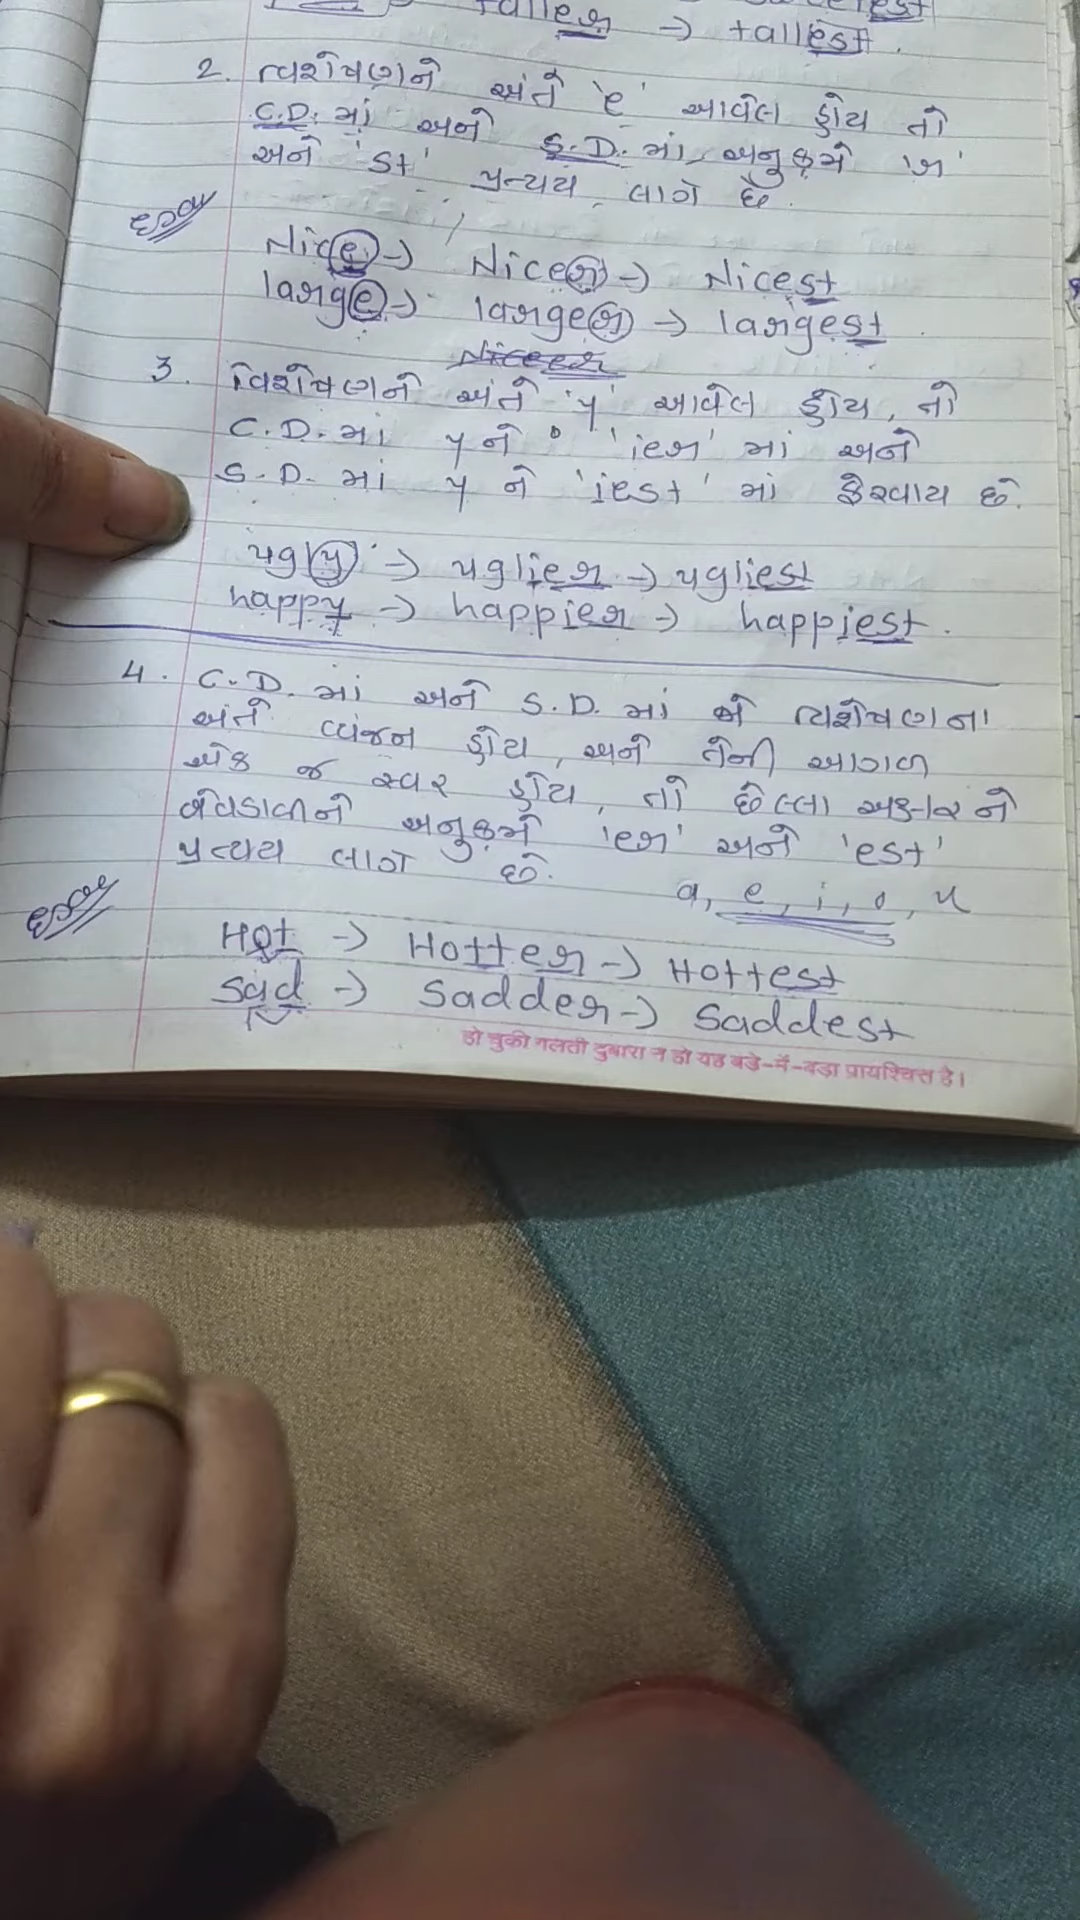 taller → tallest.
2. વિશેષણને અંતે 'e' આવેલ હોય તો
C.D. માં અને S.D. માં, અનુક્રમે 'r'
અને 'st' પ્રત્યય લાગે છે.
Nice → Nicer → Nicest
large → larger → largest.
3. વિશેષણને અંતે 'y' આવેલ હોય, તો
C.D. માં y ને 'ier' માં અને
S.D. માં y ને 'iest' માં ફેરવાય છે.
ugly → uglier → ugliest
happy → happier → happiest.
4. C.D. માં અને S.D. માં જો વિશેષણના
અંતે વ્યંજન હોય, અને તેની આગળ
એક જ સ્વર હોય, તો છેલ્લા અક્ષરને
બેવડાવીને અનુક્રમે 'er' અને 'est'
પ્રત્યય લાગે છે.
a, e, i, o, u
Hot → Hotter → Hottest
Sad → Sadder → Saddest
हो चुकी गलती दुबारा न हो यह बड़े-में-बड़ा प्रायश्चित्त है।